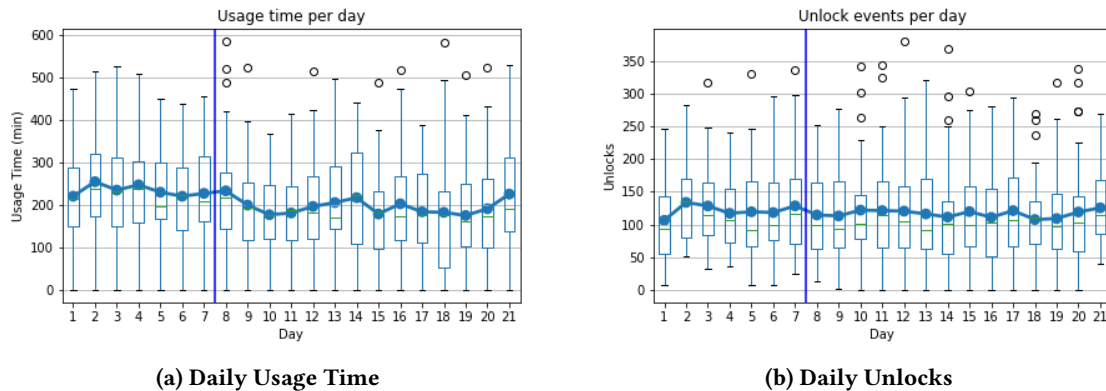 Usage time per day
600
500
400
300
200
100
0
Usage Time (min)
1 2 3 4 5 6 7 8 9 10 11 12 13 14 15 16 17 18 19 20 21
Day
(a) Daily Usage Time
Unlock events per day
350
300
250
200
150
100
50
0
Unlocks
1 2 3 4 5 6 7 8 9 10 11 12 13 14 15 16 17 18 19 20 21
Day
(b) Daily Unlocks